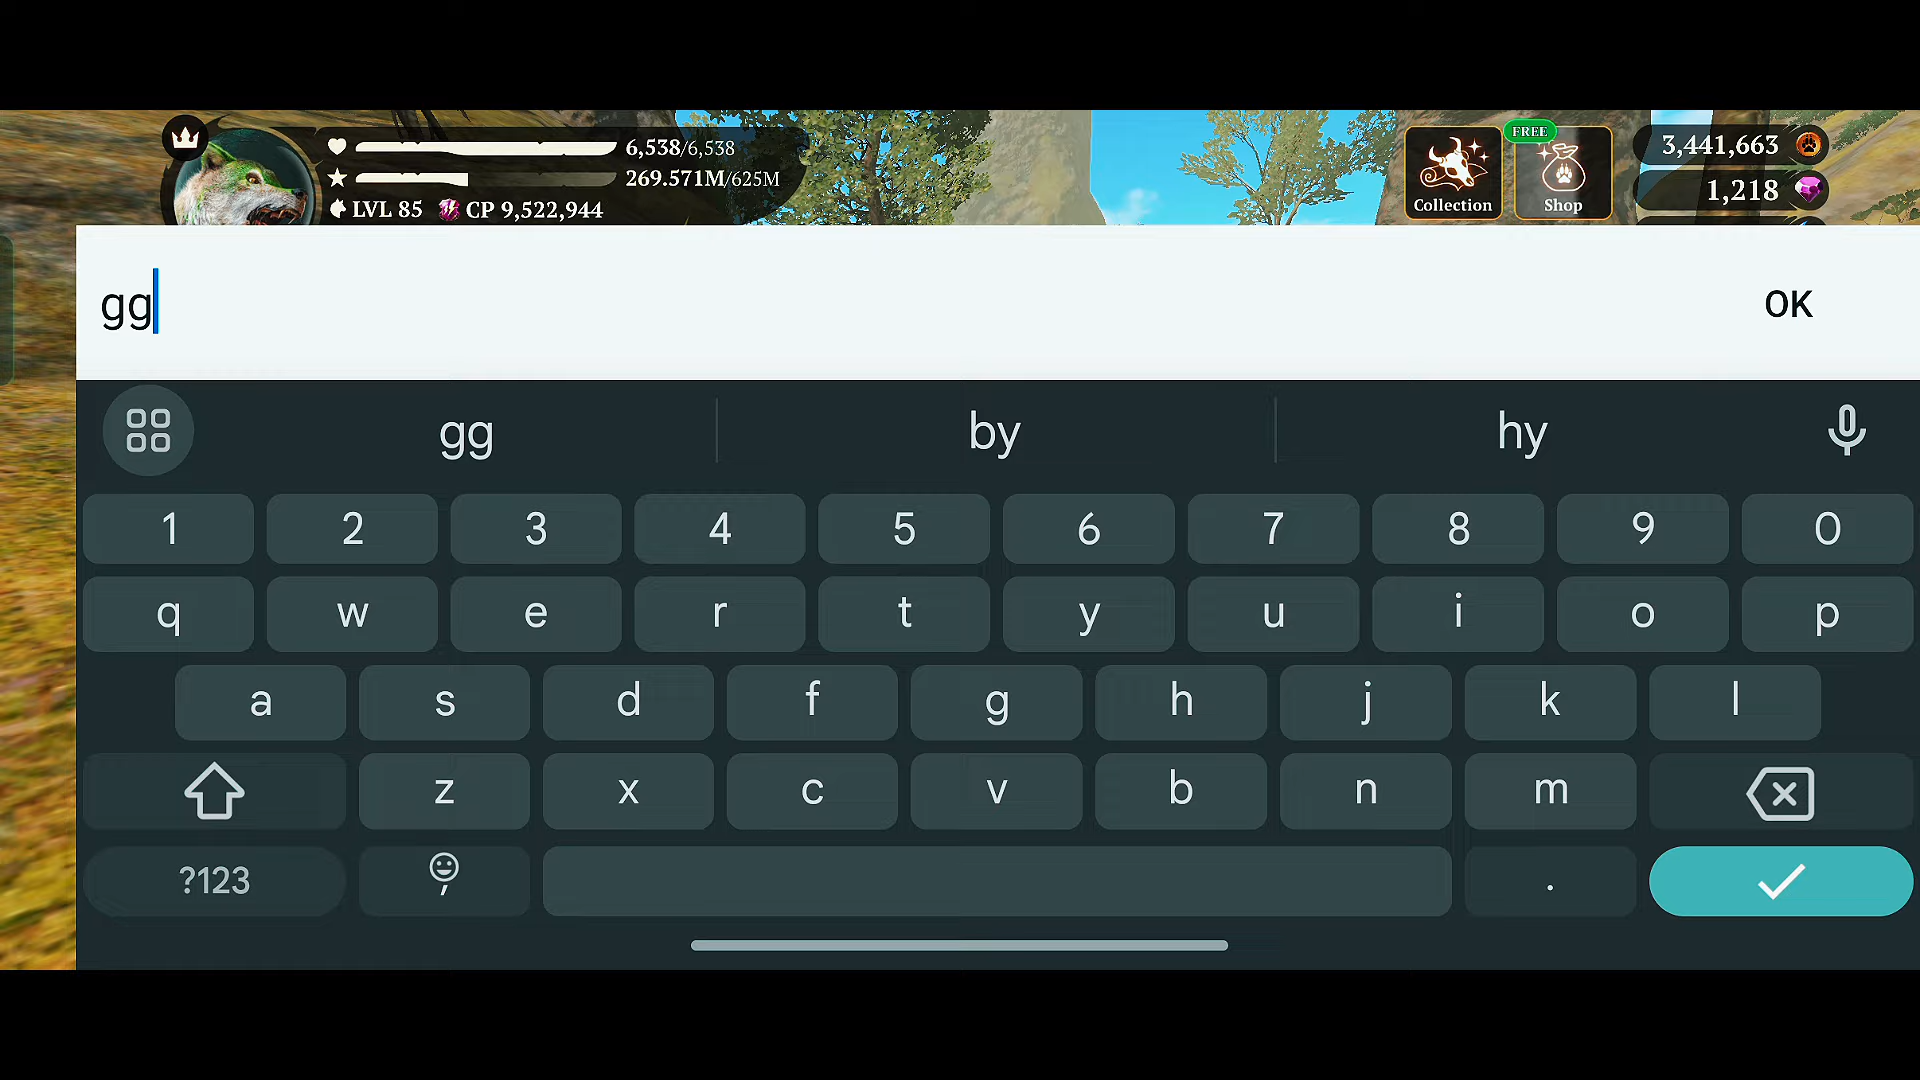 6,538/6,538
269.571M/625M
LVL 85 CP 9,522,944
Collection
FREE
Shop
3,441,663
1,218
gg
OK
gg by hy
1 2 3 4 5 6 7 8 9 0
q w e r t y u i o p
a s d f g h j k l
z x c v b n m
?123 , .